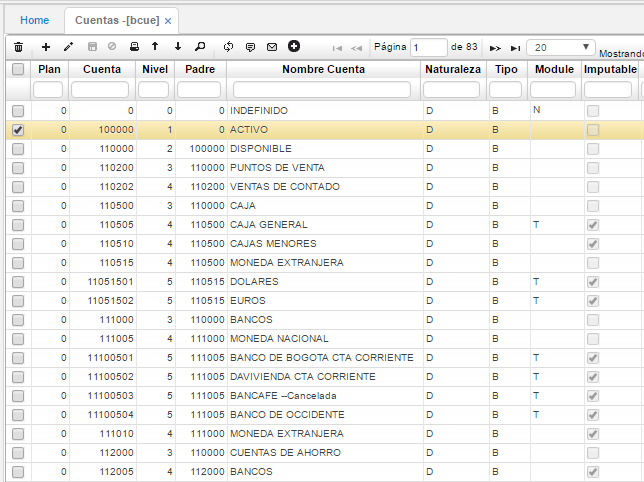 Home Cuentas -[bcue] ×
Página 1 de 83 20 Mostrando
Plan Cuenta Nivel Padre Nombre Cuenta Naturaleza Tipo Module Imputable
0 0 0 0 INDEFINIDO D B N
0 100000 1 0 ACTIVO D B
0 110000 2 100000 DISPONIBLE D B
0 110200 3 110000 PUNTOS DE VENTA D B
0 110202 4 110200 VENTAS DE CONTADO D B
0 110500 3 110000 CAJA D B
0 110505 4 110500 CAJA GENERAL D B T
0 110510 4 110500 CAJAS MENORES D B
0 110515 4 110500 MONEDA EXTRANJERA D B
0 11051501 5 110515 DOLARES D B T
0 11051502 5 110515 EUROS D B T
0 111000 3 110000 BANCOS D B
0 111005 4 111000 MONEDA NACIONAL D B
0 11100501 5 111005 BANCO DE BOGOTA CTA CORRIENTE D B T
0 11100502 5 111005 DAVIVIENDA CTA CORRIENTE D B T
0 11100503 5 111005 BANCAFE --Cancelada D B T
0 11100504 5 111005 BANCO DE OCCIDENTE D B T
0 111010 4 111000 MONEDA EXTRANJERA D B
0 112000 3 110000 CUENTAS DE AHORRO D B
0 112005 4 112000 BANCOS D B